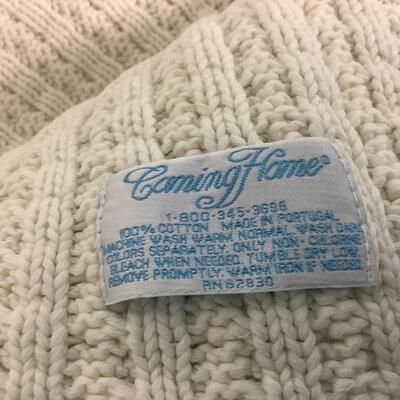 Coming Home®
1-800-345-3696
100% COTTON MADE IN PORTUGAL
MACHINE WASH WARM NORMAL WASH DARK
COLORS SEPARATELY ONLY NON-CHLORINE
BLEACH WHEN NEEDED. TUMBLE DRY LOW.
REMOVE PROMPTLY. WARM IRON IF NEEDED.
RN 62830